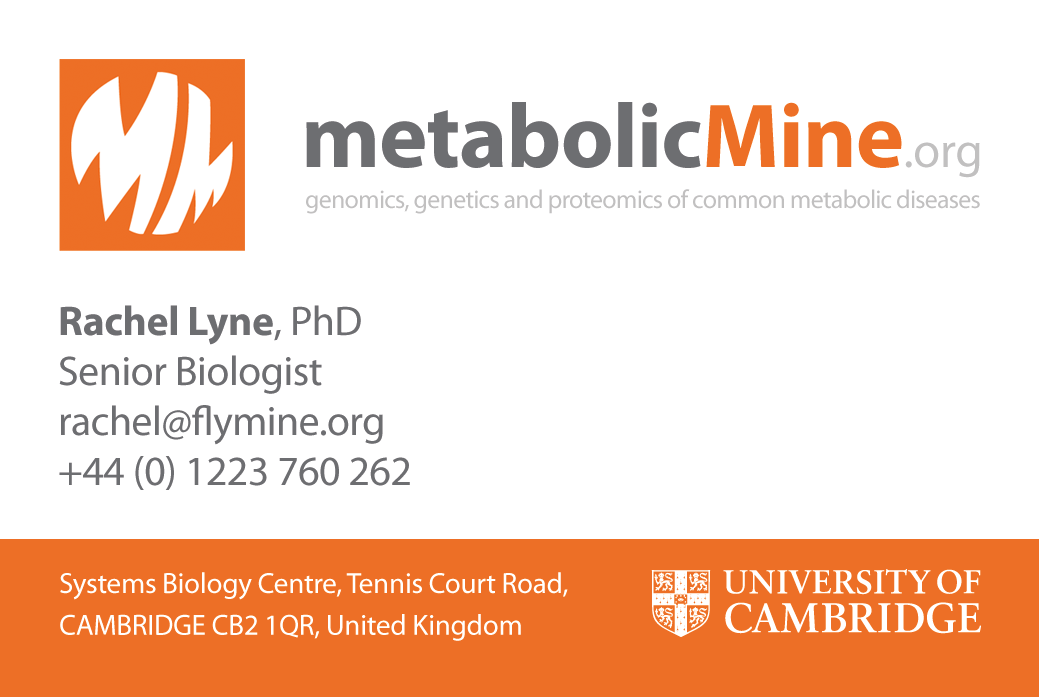 metabolicMine.org
genomics, genetics and proteomics of common metabolic diseases
Rachel Lyne, PhD
Senior Biologist
rachel@flymine.org
+44 (0) 1223 760 262
Systems Biology Centre, Tennis Court Road,
CAMBRIDGE CB2 1QR, United Kingdom
UNIVERSITY OF
CAMBRIDGE